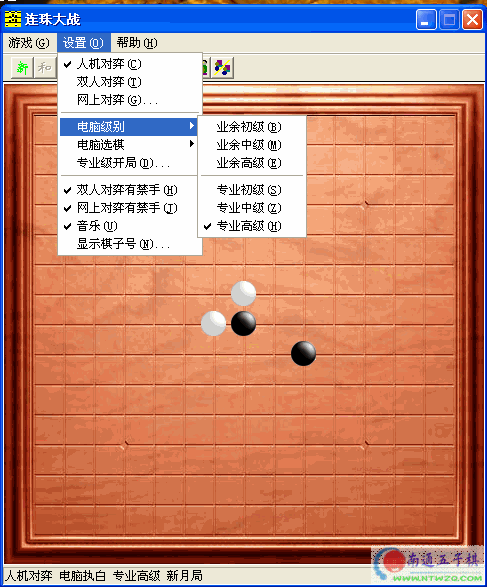 连珠大战
游戏(G) 设置(O) 帮助(H)
新 和
人机对弈(C)
双人对弈(T)
网上对弈(G)...
电脑级别
电脑选棋
专业级开局(D)...
双人对弈有禁手(H)
网上对弈有禁手(I)
音乐(U)
显示棋子号(N)...
业余初级(B)
业余中级(M)
业余高级(E)
专业初级(S)
专业中级(Z)
专业高级(H)
人机对弈 电脑执白 专业高级 新月局
南通五子棋
WWW.NTWZQ.COM